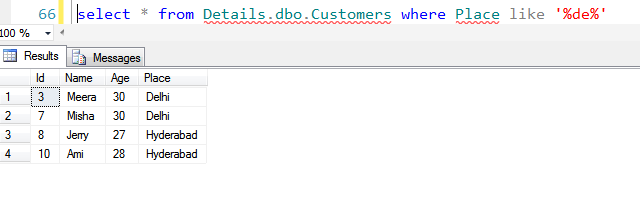 66 select * from Details.dbo.Customers where Place like '%de%'
100 %
Results Messages
Id Name Age Place
1 3 Meera 30 Delhi
2 7 Misha 30 Delhi
3 8 Jerry 27 Hyderabad
4 10 Ami 28 Hyderabad